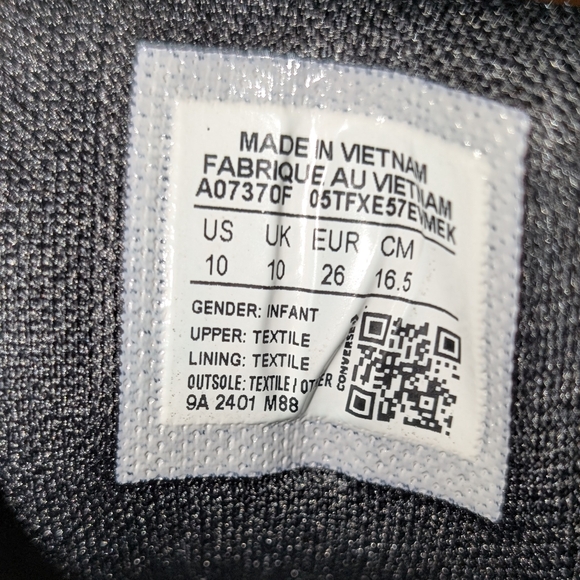 MADE IN VIETNAM
FABRIQUE AU VIETNAM
A07370F 05TFXE57EVMEK
US UK EUR CM
10 10 26 16.5
GENDER: INFANT
UPPER: TEXTILE
LINING: TEXTILE
OUTSOLE: TEXTILE / OTHER
9A 2401 M88
CONVERSE